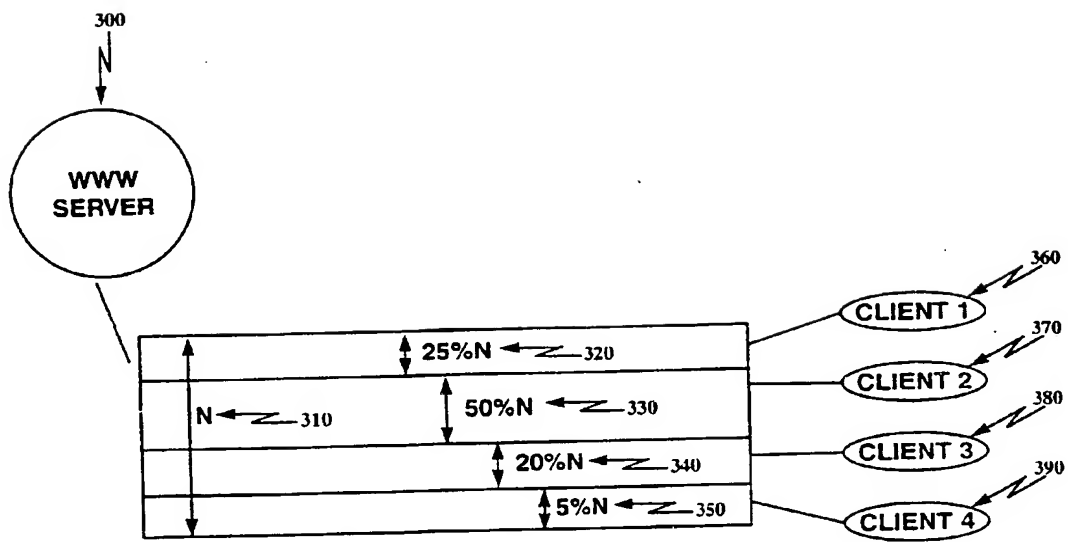 300
WWW
SERVER
360
CLIENT 1
25%N
320
370
CLIENT 2
50%N
330
N
310
380
CLIENT 3
20%N
340
390
5%N
350
CLIENT 4